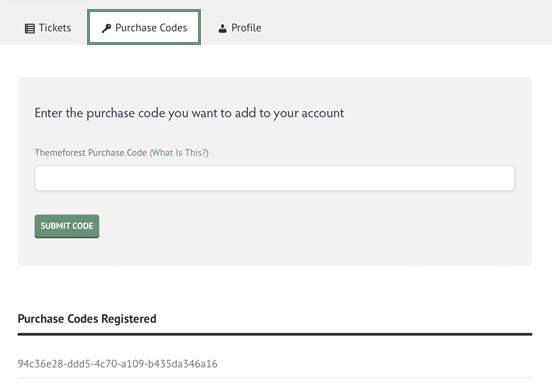 Tickets
Purchase Codes
Profile
Enter the purchase code you want to add to your account
Themeforest Purchase Code (What Is This?)
SUBMIT CODE
Purchase Codes Registered
94c36e28-ddd5-4c70-a109-b435da346a16